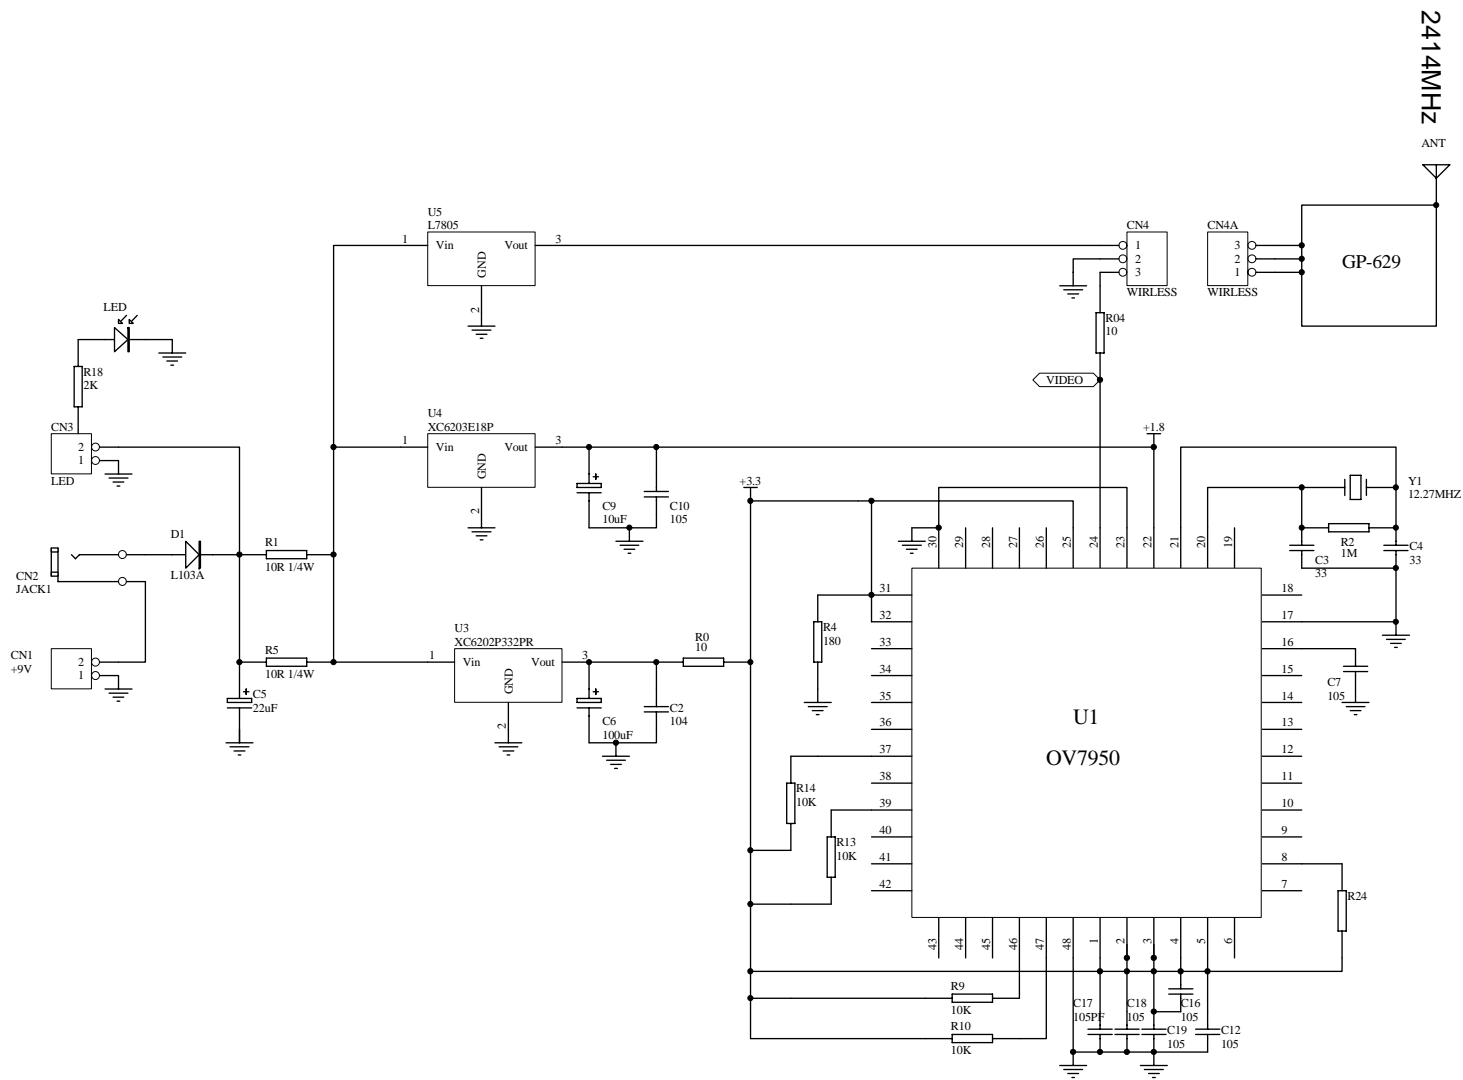 2414MHz
ANT
U5
L7805
1
Vin
Vout
3
GND
2
CN4
1
2
3
WIRLESS
CN4A
3
2
1
WIRLESS
GP-629
LED
R18
2K
R04
10
VIDEO
CN3
2
1
LED
U4
XC6203E18P
1
Vin
Vout
3
GND
2
C9
10uF
C10
105
+1.8
+3.3
Y1
12.27MHZ
R2
1M
C3
33
C4
33
CN2
JACK1
D1
L103A
R1
10R 1/4W
CN1
+9V
2
1
R5
10R 1/4W
C5
22uF
U3
XC6202P332PR
1
Vin
Vout
3
GND
2
C6
100uF
C2
104
R0
10
R4
180
30
29
28
27
26
25
24
23
22
21
20
19
31
32
33
34
35
36
37
38
39
40
41
42
U1
OV7950
18
17
16
15
14
13
12
11
10
9
8
7
C7
105
R14
10K
R13
10K
R24
43
44
45
46
47
48
1
2
3
4
5
6
R9
10K
R10
10K
C17
105PF
C18
105
C19
105
C16
105
C12
105